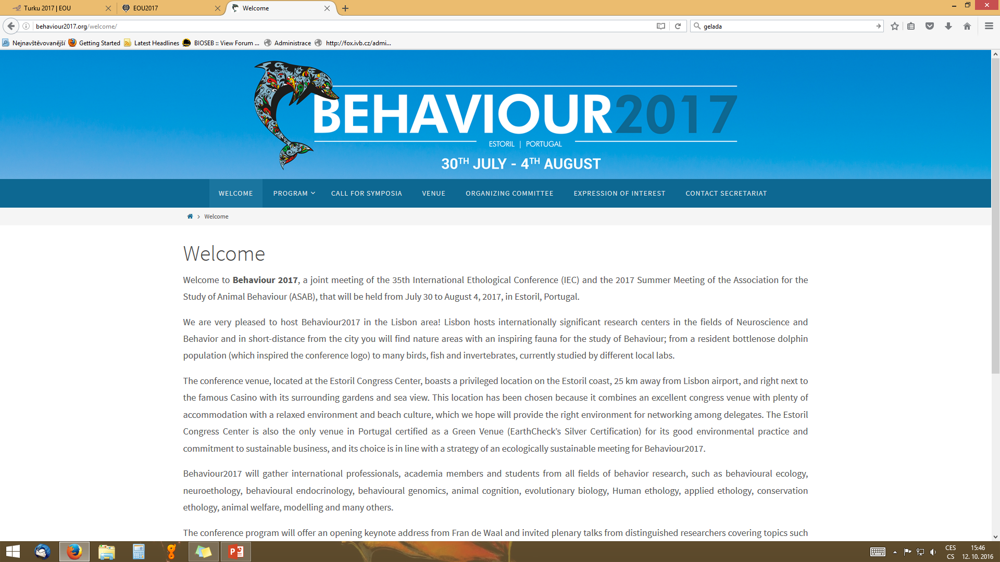 Turku 2017 | EOU
EOU2017
Welcome
behaviour2017.org/welcome/
gelada
Nejnavštěvovanější
Getting Started
Latest Headlines
BIOSEB :: View Forum ...
Administrace
http://fox.ivb.cz/admi...
BEHAVIOUR2017
ESTORIL | PORTUGAL
30TH JULY - 4TH AUGUST
WELCOME
PROGRAM
CALL FOR SYMPOSIA
VENUE
ORGANIZING COMMITTEE
EXPRESSION OF INTEREST
CONTACT SECRETARIAT
Welcome
Welcome
Welcome to Behaviour 2017, a joint meeting of the 35th International Ethological Conference (IEC) and the 2017 Summer Meeting of the Association for the
Study of Animal Behaviour (ASAB), that will be held from July 30 to August 4, 2017, in Estoril, Portugal.
We are very pleased to host Behaviour2017 in the Lisbon area! Lisbon hosts internationally significant research centers in the fields of Neuroscience and
Behavior and in short-distance from the city you will find nature areas with an inspiring fauna for the study of Behaviour; from a resident bottlenose dolphin
population (which inspired the conference logo) to many birds, fish and invertebrates, currently studied by different local labs.
The conference venue, located at the Estoril Congress Center, boasts a privileged location on the Estoril coast, 25 km away from Lisbon airport, and right next to
the famous Casino with its surrounding gardens and sea view. This location has been chosen because it combines an excellent congress venue with plenty of
accommodation with a relaxed environment and beach culture, which we hope will provide the right environment for networking among delegates. The Estoril
Congress Center is also the only venue in Portugal certified as a Green Venue (EarthCheck’s Silver Certification) for its good environmental practice and
commitment to sustainable business, and its choice is in line with a strategy of an ecologically sustainable meeting for Behaviour2017.
Behaviour2017 will gather international professionals, academia members and students from all fields of behavior research, such as behavioural ecology,
neuroethology, behavioural endocrinology, behavioural genomics, animal cognition, evolutionary biology, Human ethology, applied ethology, conservation
ethology, animal welfare, modelling and many others.
The conference program will offer an opening keynote address from Fran de Waal and invited plenary talks from distinguished researchers covering topics such
CES
CS
15:46
12. 10. 2016